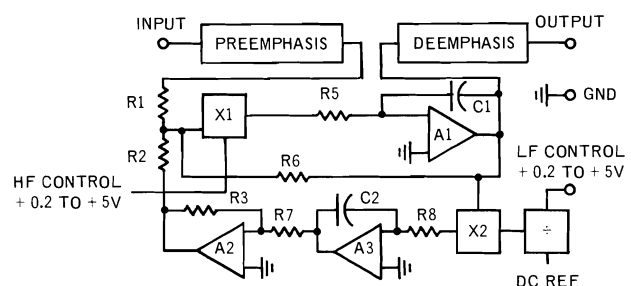 INPUT
OUTPUT
PREEMPHASIS
DEEMPHASIS
R1
X1
R5
C1
GND
A1
R2
R6
LF CONTROL
+ 0.2 TO + 5V
HF CONTROL
+ 0.2 TO + 5V
R3
R7
C2
R8
X2
÷
A2
A3
DC REF